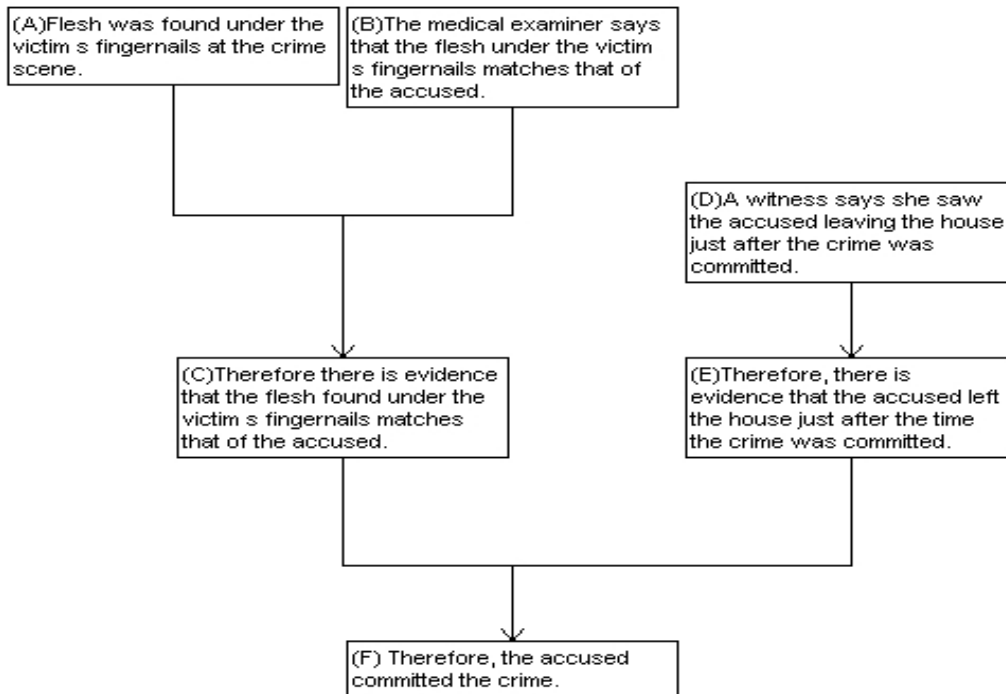 (A)Flesh was found under the
victim s fingernails at the crime
scene.
(B)The medical examiner says
that the flesh under the victim
s fingernails matches that of
the accused.
(D)A witness says she saw
the accused leaving the house
just after the crime was
committed.
(C)Therefore there is evidence
that the flesh found under the
victim s fingernails matches
that of the accused.
(E)Therefore, there is
evidence that the accused left
the house just after the time
the crime was committed.
(F) Therefore, the accused
committed the crime.